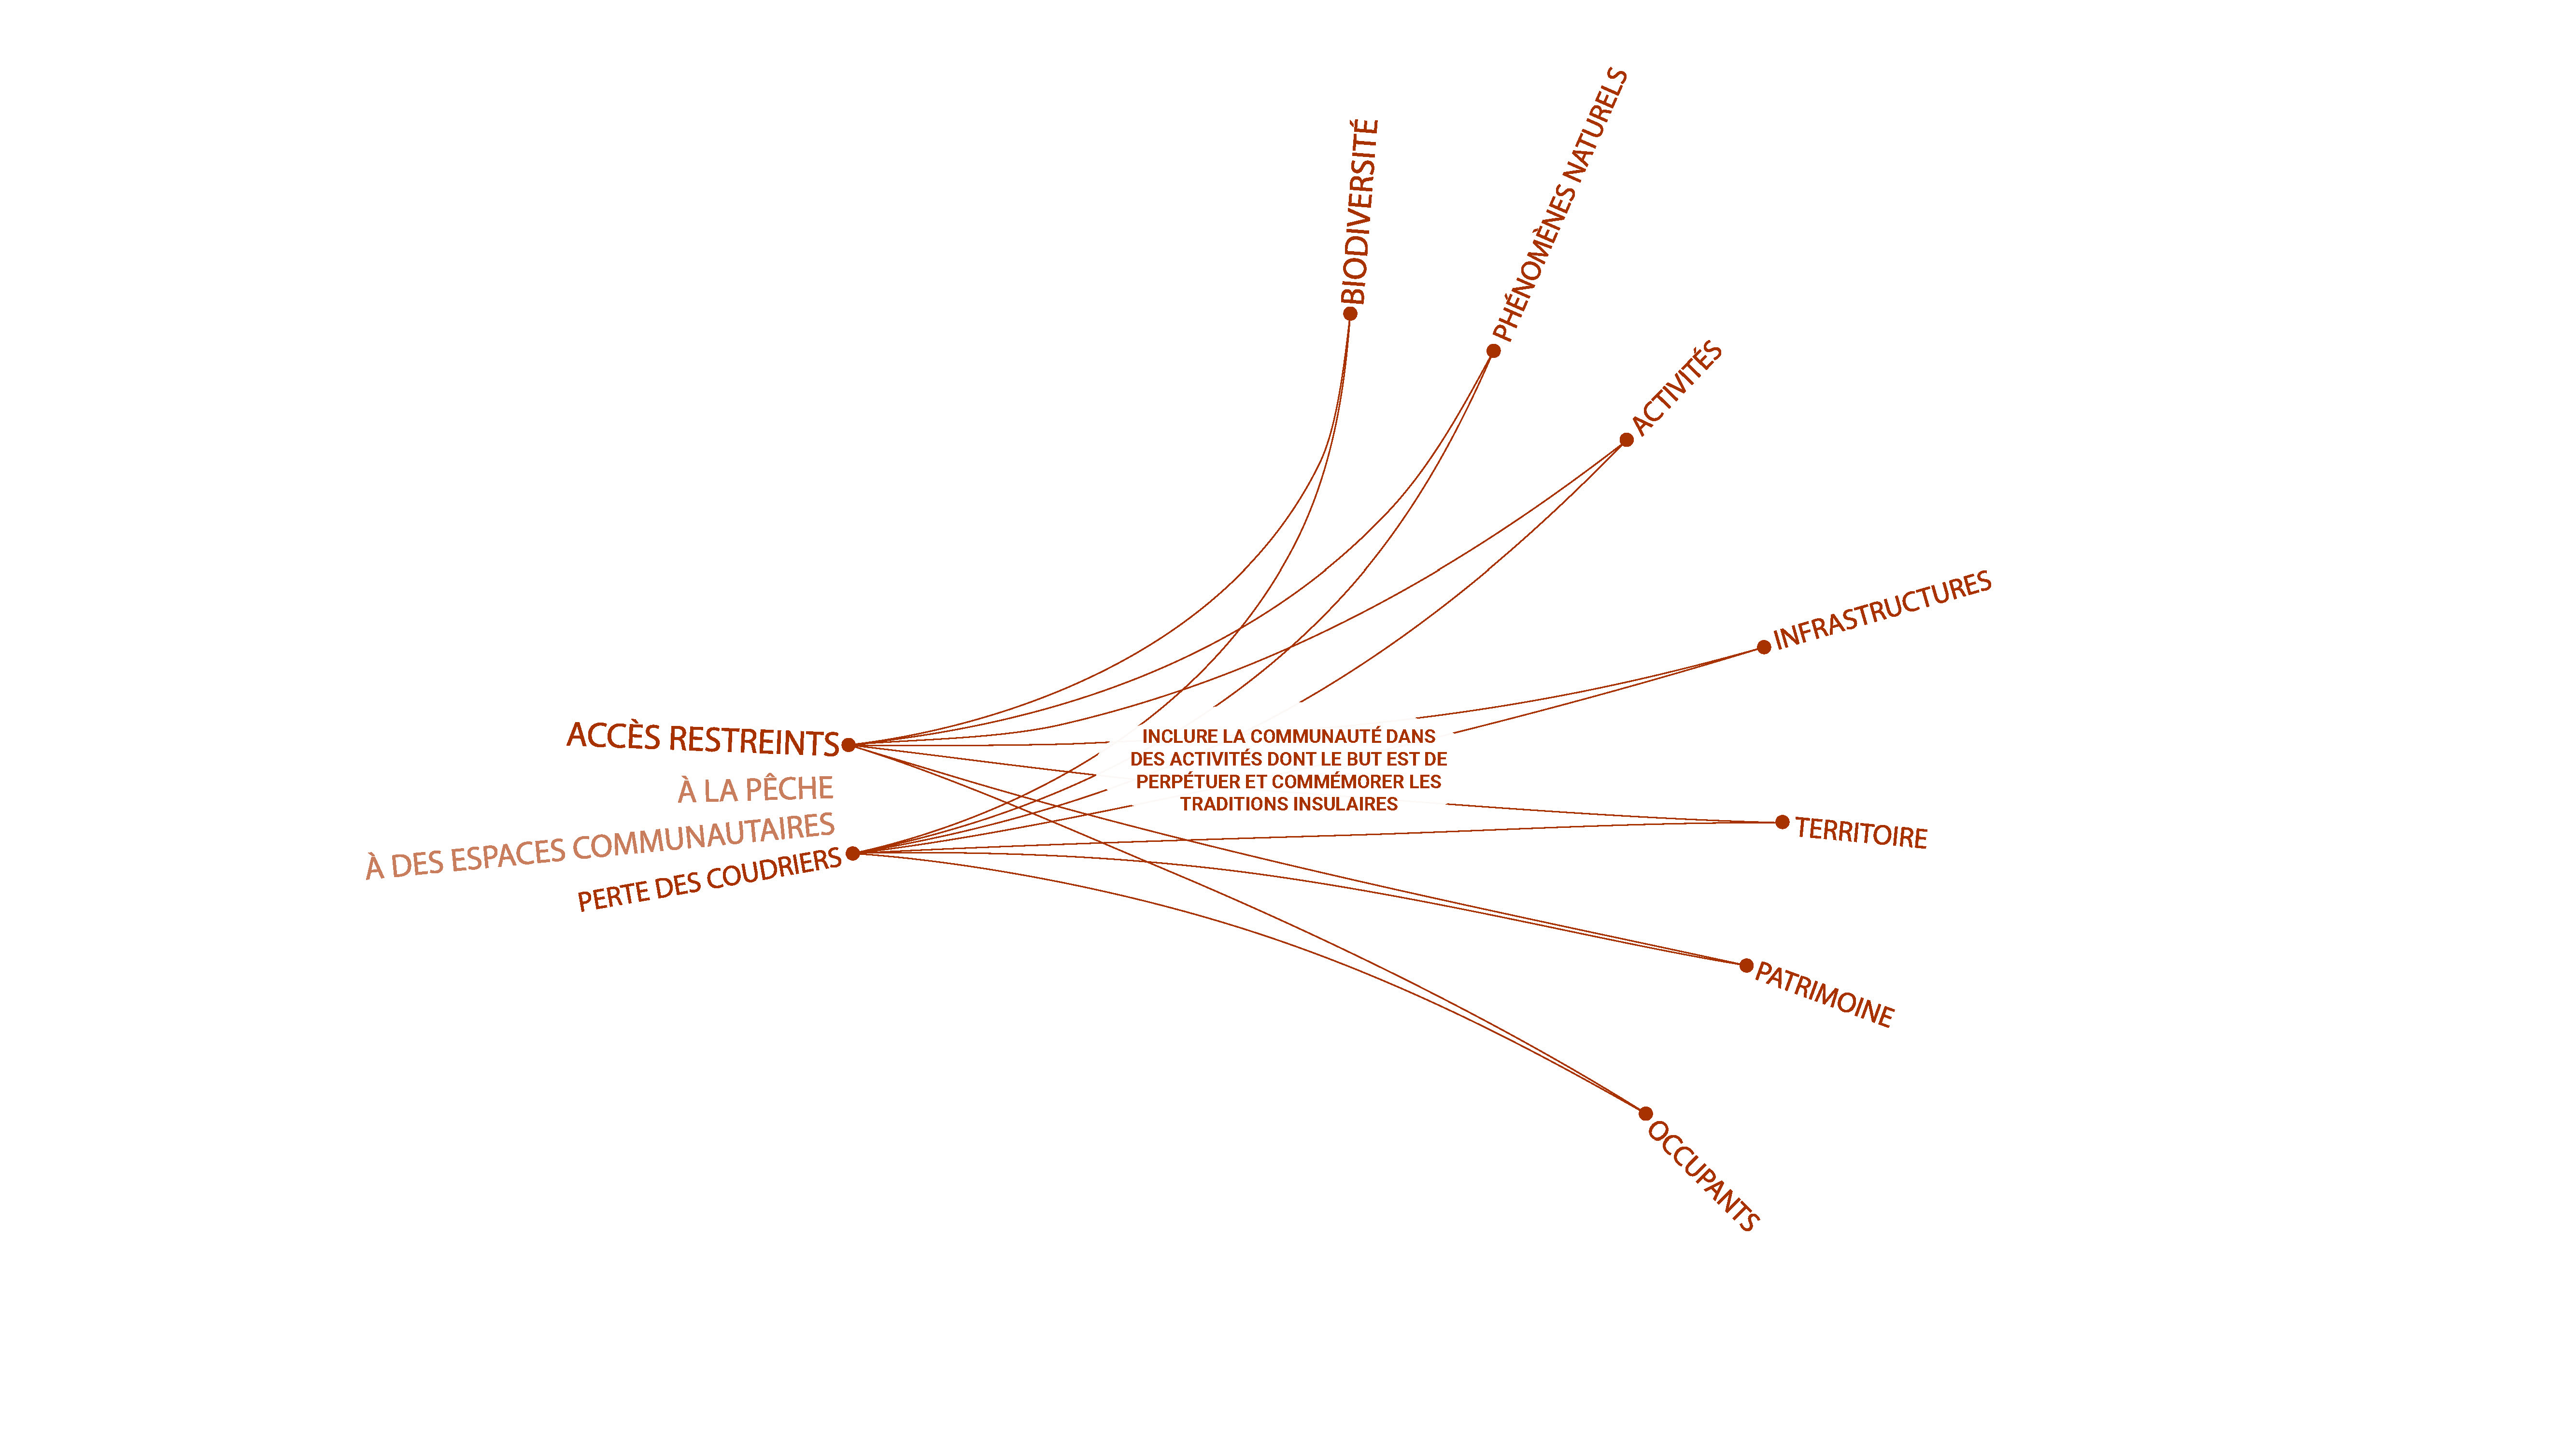 BIODIVERSITÉ
PHÉNOMÈNES NATURELS
ACTIVITÉS
INFRASTRUCTURES
ACCÈS RESTREINTS
À LA PÊCHE
À DES ESPACES COMMUNAUTAIRES
PERTE DES COUDRIERS
INCLURE LA COMMUNAUTÉ DANS
DES ACTIVITÉS DONT LE BUT EST DE
PERPÉTUER ET COMMÉMORER LES
TRADITIONS INSULAIRES
TERRITOIRE
PATRIMOINE
OCCUPANTS